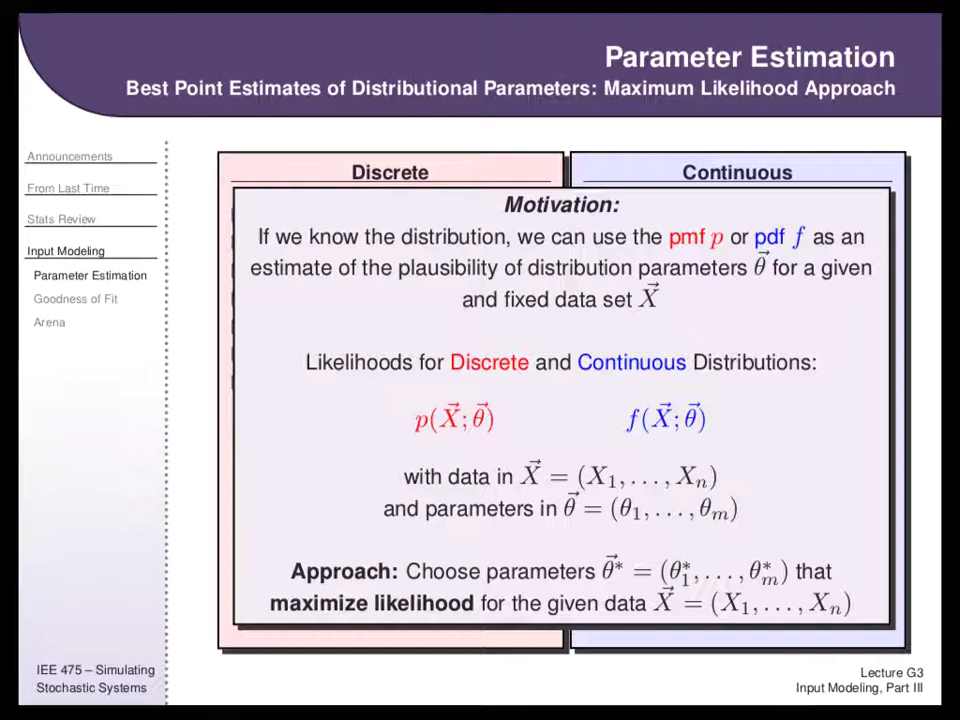 Parameter Estimation
Best Point Estimates of Distributional Parameters: Maximum Likelihood Approach
Announcements
From Last Time
Stats Review
Input Modeling
Parameter Estimation
Goodness of Fit
Arena
Discrete
Continuous
Motivation:
If we know the distribution, we can use the pmf p or pdf f as an
estimate of the plausibility of distribution parameters θ⃗ for a given
and fixed data set X⃗
Likelihoods for Discrete and Continuous Distributions:
p(X⃗; θ⃗) f(X⃗; θ⃗)
with data in X⃗ = (X₁, . . . , Xₙ)
and parameters in θ⃗ = (θ₁, . . . , θₘ)
Approach: Choose parameters θ⃗* = (θ₁*, . . . , θₘ*) that
maximize likelihood for the given data X⃗ = (X₁, . . . , Xₙ)
IEE 475 – Simulating
Stochastic Systems
Lecture G3
Input Modeling, Part III